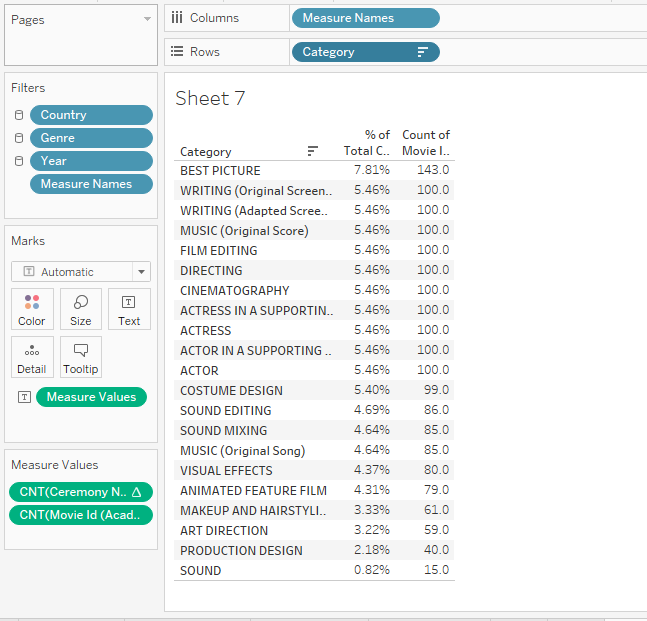 Pages
Columns Measure Names
Rows Category
Filters
Country
Genre
Year
Measure Names
Marks
Automatic
Color Size Text
Detail Tooltip
Measure Values
Measure Values
CNT(Ceremony N.. Δ
CNT(Movie Id (Acad..
Sheet 7
% of Count of
Category Total C.. Movie I..
BEST PICTURE 7.81% 143.0
WRITING (Original Screen.. 5.46% 100.0
WRITING (Adapted Scree.. 5.46% 100.0
MUSIC (Original Score) 5.46% 100.0
FILM EDITING 5.46% 100.0
DIRECTING 5.46% 100.0
CINEMATOGRAPHY 5.46% 100.0
ACTRESS IN A SUPPORTIN.. 5.46% 100.0
ACTRESS 5.46% 100.0
ACTOR IN A SUPPORTING .. 5.46% 100.0
ACTOR 5.46% 100.0
COSTUME DESIGN 5.40% 99.0
SOUND EDITING 4.69% 86.0
SOUND MIXING 4.64% 85.0
MUSIC (Original Song) 4.64% 85.0
VISUAL EFFECTS 4.37% 80.0
ANIMATED FEATURE FILM 4.31% 79.0
MAKEUP AND HAIRSTYLI.. 3.33% 61.0
ART DIRECTION 3.22% 59.0
PRODUCTION DESIGN 2.18% 40.0
SOUND 0.82% 15.0